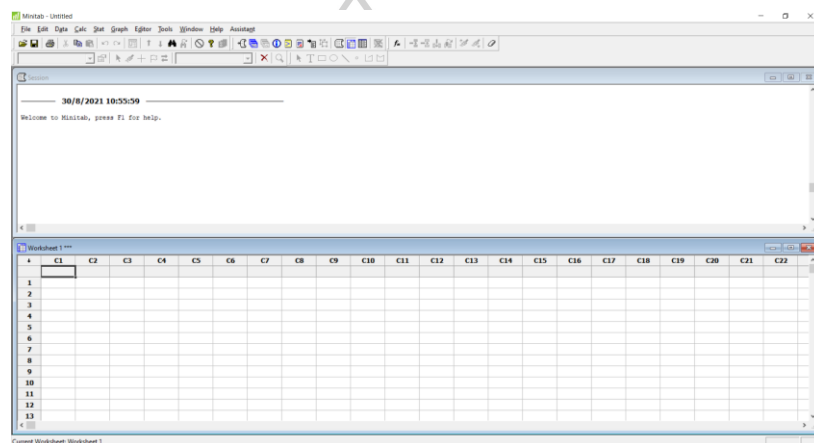 Minitab - Untitled
File Edit Data Calc Stat Graph Editor Tools Window Help Assistant
Session
30/8/2021 10:55:59
Welcome to Minitab, press F1 for help.
Worksheet 1 ***
C1 C2 C3 C4 C5 C6 C7 C8 C9 C10 C11 C12 C13 C14 C15 C16 C17 C18 C19 C20 C21 C22
1
2
3
4
5
6
7
8
9
10
11
12
13
Current Worksheet: Worksheet 1